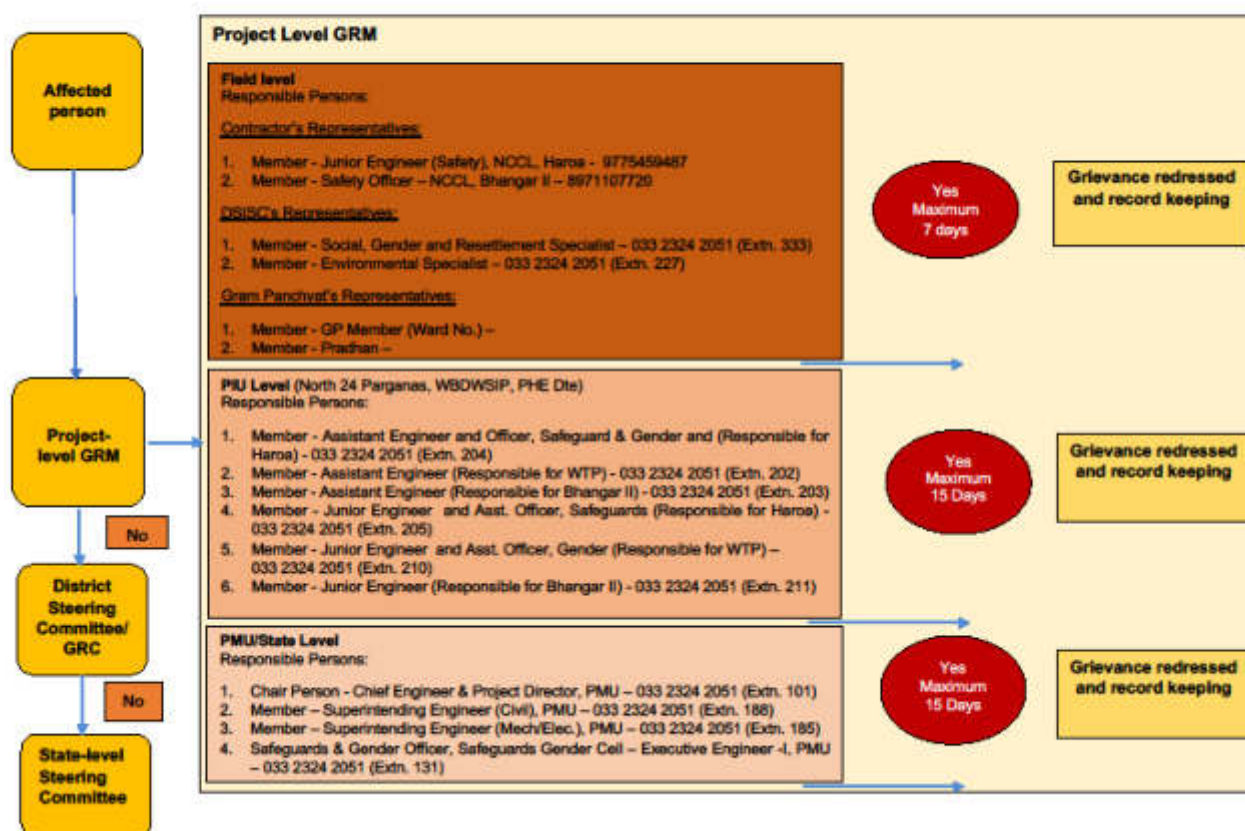 Affected
person
Project-
level GRM
No
District
Steering
Committee/
GRC
No
State-level
Steering
Committee
Project Level GRM
Field level
Responsible Persons:
Contractor's Representatives:
1. Member - Junior Engineer (Safety), NCCL, Haroa - 9775459487
2. Member - Safety Officer – NCCL, Bhangar II – 8971107720
DSISC's Representatives:
1. Member - Social, Gender and Resettlement Specialist – 033 2324 2051 (Extn. 333)
2. Member - Environmental Specialist – 033 2324 2051 (Extn. 227)
Gram Panchyat's Representatives:
1. Member - GP Member (Ward No.) –
2. Member - Pradhan –
Yes
Maximum
7 days
Grievance redressed
and record keeping
PIU Level (North 24 Parganas, WBDWSIP, PHE Dte)
Responsible Persons:
1. Member - Assistant Engineer and Officer, Safeguard & Gender and (Responsible for
Haroa) - 033 2324 2051 (Extn. 204)
2. Member - Assistant Engineer (Responsible for WTP) - 033 2324 2051 (Extn. 202)
3. Member - Assistant Engineer (Responsible for Bhangar II) - 033 2324 2051 (Extn. 203)
4. Member - Junior Engineer and Asst. Officer, Safeguards (Responsible for Haroa) -
033 2324 2051 (Extn. 205)
5. Member - Junior Engineer and Asst. Officer, Gender (Responsible for WTP) –
033 2324 2051 (Extn. 210)
6. Member - Junior Engineer (Responsible for Bhangar II) - 033 2324 2051 (Extn. 211)
Yes
Maximum
15 Days
Grievance redressed
and record keeping
PMU/State Level
Responsible Persons:
1. Chair Person - Chief Engineer & Project Director, PMU – 033 2324 2051 (Extn. 101)
2. Member – Superintending Engineer (Civil), PMU – 033 2324 2051 (Extn. 188)
3. Member – Superintending Engineer (Mech/Elec.), PMU – 033 2324 2051 (Extn. 185)
4. Safeguards & Gender Officer, Safeguards Gender Cell – Executive Engineer -I, PMU
– 033 2324 2051 (Extn. 131)
Yes
Maximum
15 Days
Grievance redressed
and record keeping